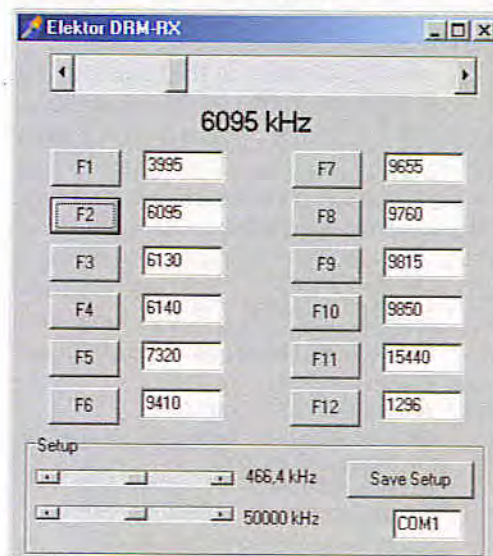 Elektor DRM-RX
6095 kHz
F1 3995 F7 9655
F2 6095 F8 9760
F3 6130 F9 9815
F4 6140 F10 9850
F5 7320 F11 15440
F6 9410 F12 1296
Setup
466,4 kHz Save Setup
50000 kHz COM1